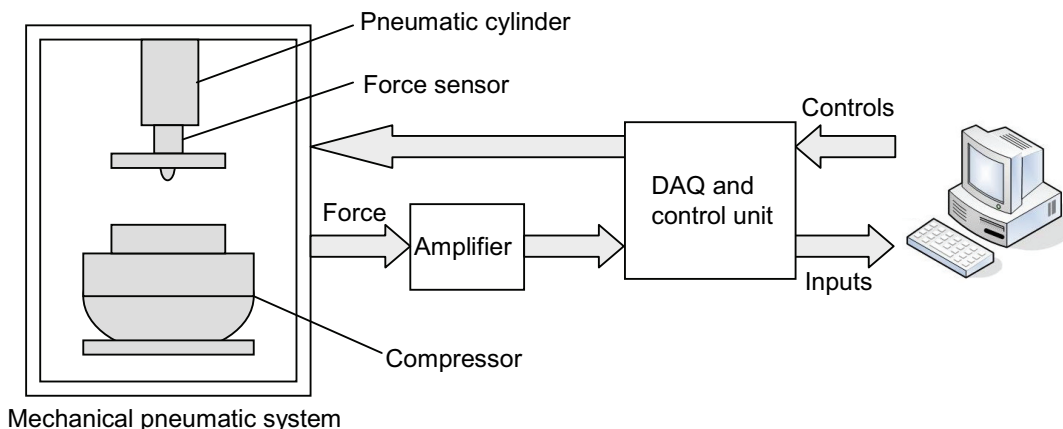 Pneumatic cylinder
Force sensor
Controls
DAQ and
control unit
Force
Amplifier
Inputs
Compressor
Mechanical pneumatic system